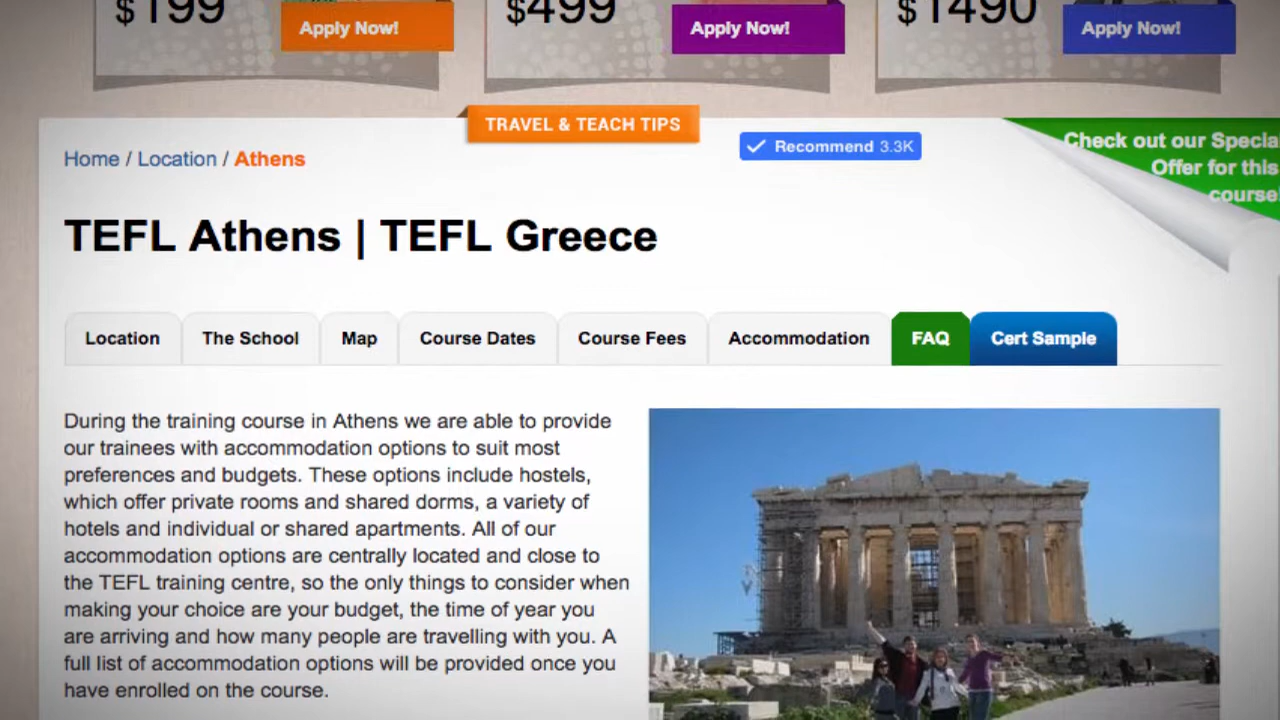 $199
Apply Now!
$499
Apply Now!
$1490
Apply Now!
TRAVEL & TEACH TIPS
Home / Location / Athens
Recommend 3.3K
Check out our Specia
Offer for this
course!
TEFL Athens | TEFL Greece
Location
The School
Map
Course Dates
Course Fees
Accommodation
FAQ
Cert Sample
During the training course in Athens we are able to provide
our trainees with accommodation options to suit most
preferences and budgets. These options include hostels,
which offer private rooms and shared dorms, a variety of
hotels and individual or shared apartments. All of our
accommodation options are centrally located and close to
the TEFL training centre, so the only things to consider when
making your choice are your budget, the time of year you
are arriving and how many people are travelling with you. A
full list of accommodation options will be provided once you
have enrolled on the course.